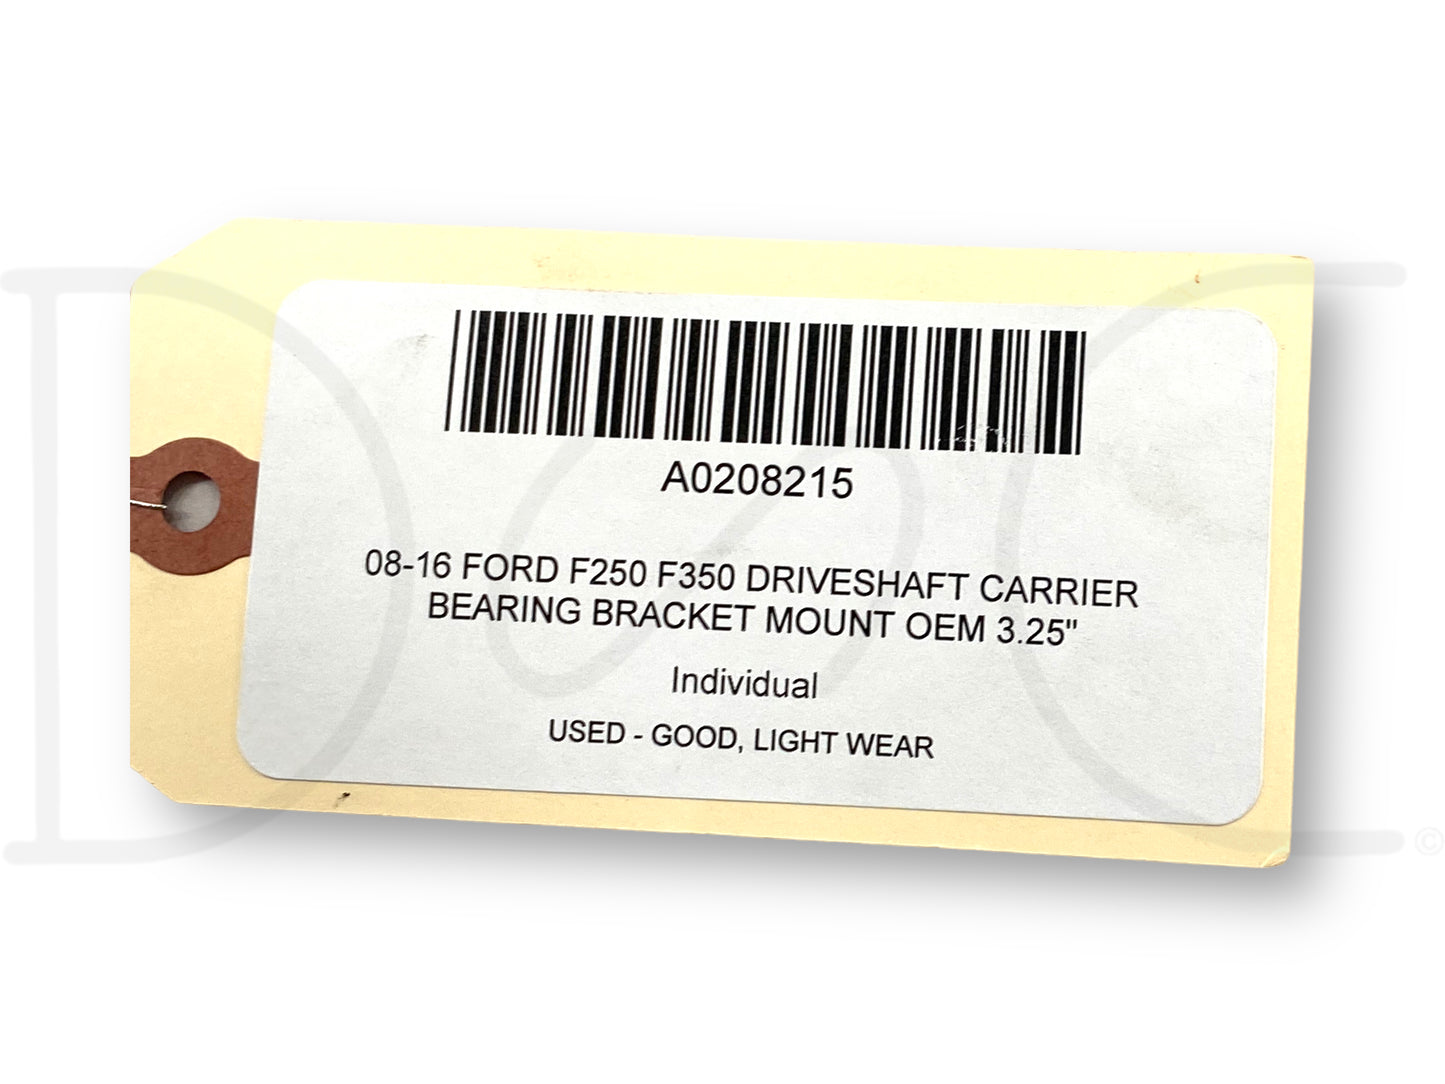 A0208215
08-16 FORD F250 F350 DRIVESHAFT CARRIER
BEARING BRACKET MOUNT OEM 3.25"
Individual
USED - GOOD, LIGHT WEAR
©